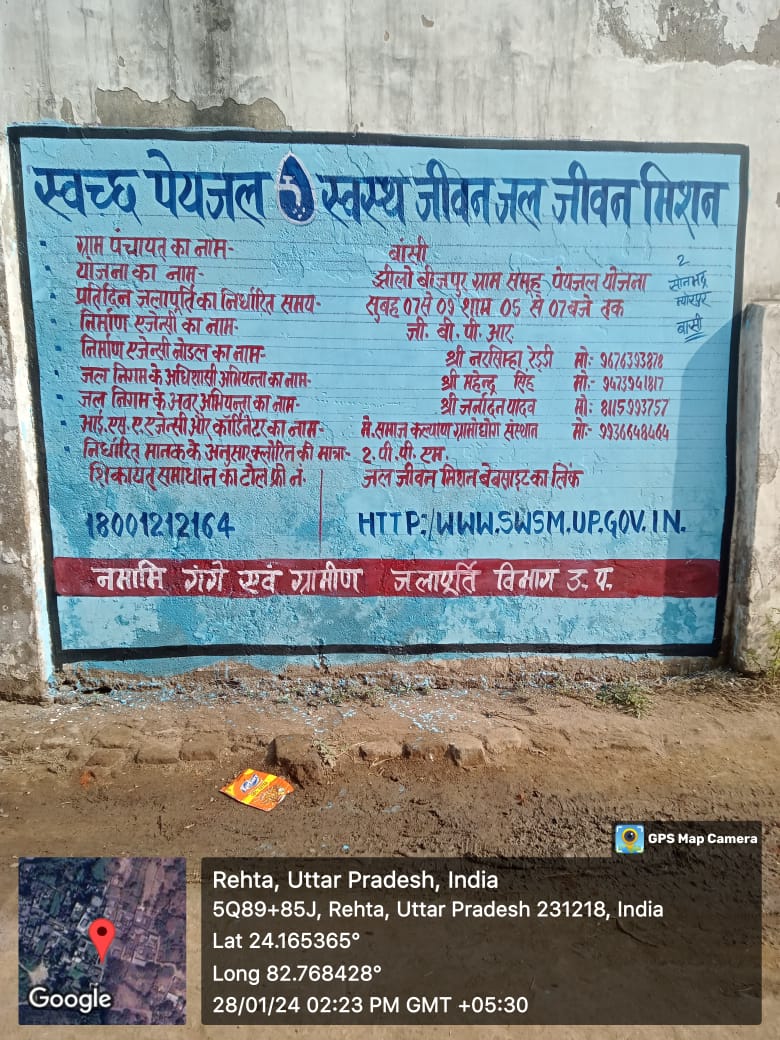 स्वच्छ पेयजल स्वस्थ जीवन जल जीवन मिशन
ग्राम पंचायत का नाम- बांसी
योजना का नाम- झीलो बीजपुर ग्राम समूह पेयजल योजना
प्रतिदिन जलापूर्ति का निर्धारित समय- सुबह 07 से 09 शाम 05 से 07 बजे तक
निर्माण एजेन्सी का नाम- जी. वी. पी. आर.
निर्माण एजेन्सी नोडल का नाम- श्री नरसिम्हा रेड्डी मो:- 9676393878
जल निगम के अधिशासी अभियन्ता का नाम- श्री महेन्द्र सिंह मो:- 9473941817
जल निगम के अवर अभियन्ता का नाम- श्री जर्नादन यादव मो: 8115993757
आई. एस. ए. एजेन्सी और कॉर्डिनेटर का नाम- मे. समाज कल्याण ग्रामोद्योग संस्थान मो:- 9936648464
निर्धारित मानक के अनुसार क्लोरिन की मात्रा- 2. पी. पी. एम.
शिकायत समाधान का टौल फ्री नं. जल जीवन मिशन बेबसाइट का लिंक
18001212164 HTTP:/WWW.SWSM.UP.GOV.IN.
नमामि गंगे एवं ग्रामीण जलापूर्ति विभाग उ. प.
2
सोनभद्र
म्योरपुर
बांसी
GPS Map Camera
Google
Rehta, Uttar Pradesh, India
5Q89+85J, Rehta, Uttar Pradesh 231218, India
Lat 24.165365°
Long 82.768428°
28/01/24 02:23 PM GMT +05:30